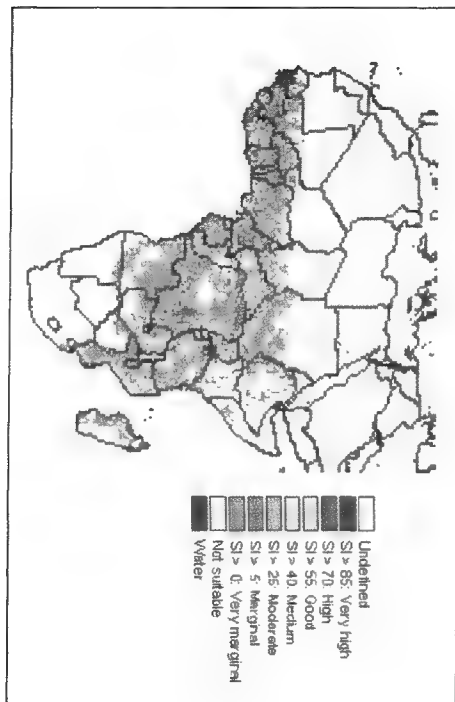 Undefined
SI > 85: Very high
SI > 70: High
SI > 55: Good
SI > 40: Medium
SI > 25: Moderate
SI > 5: Marginal
SI > 0: Very marginal
Not suitable
Water